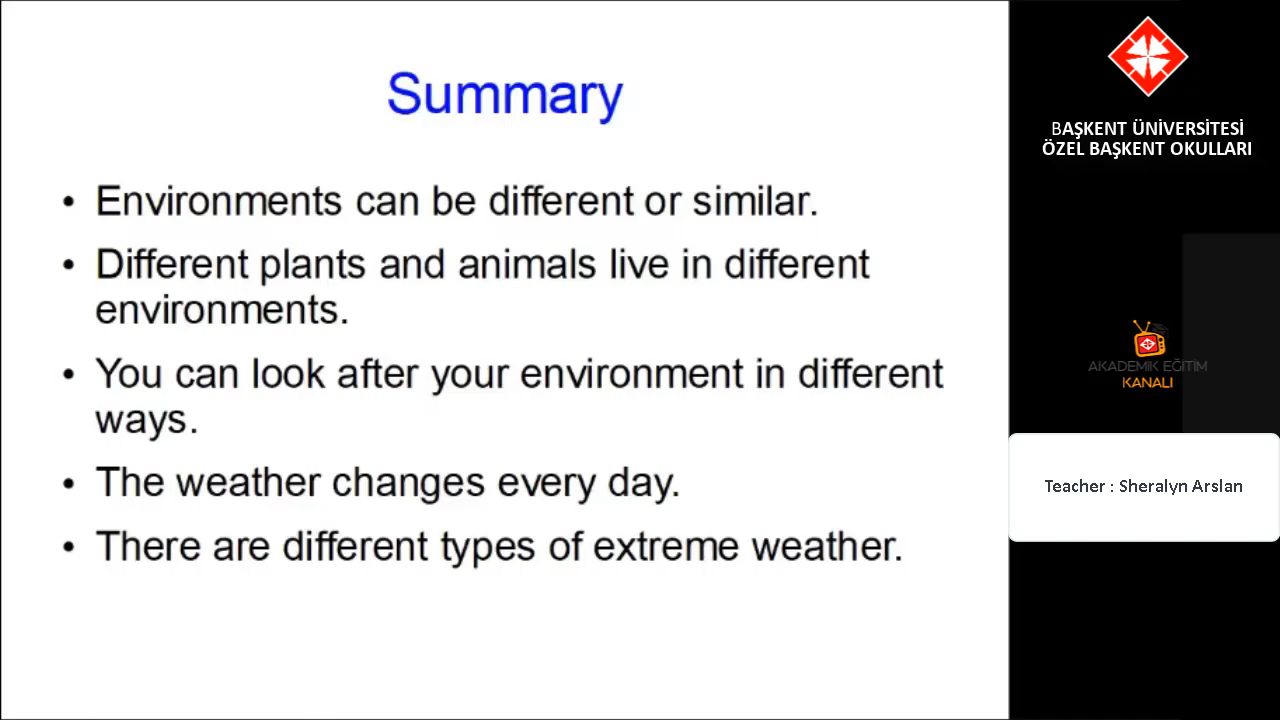 Summary
• Environments can be different or similar.
• Different plants and animals live in different
environments.
• You can look after your environment in different
ways.
• The weather changes every day.
• There are different types of extreme weather.
BAŞKENT ÜNİVERSİTESİ
ÖZEL BAŞKENT OKULLARI
AKADEMİK EĞİTİM
KANALI
Teacher : Sheralyn Arslan